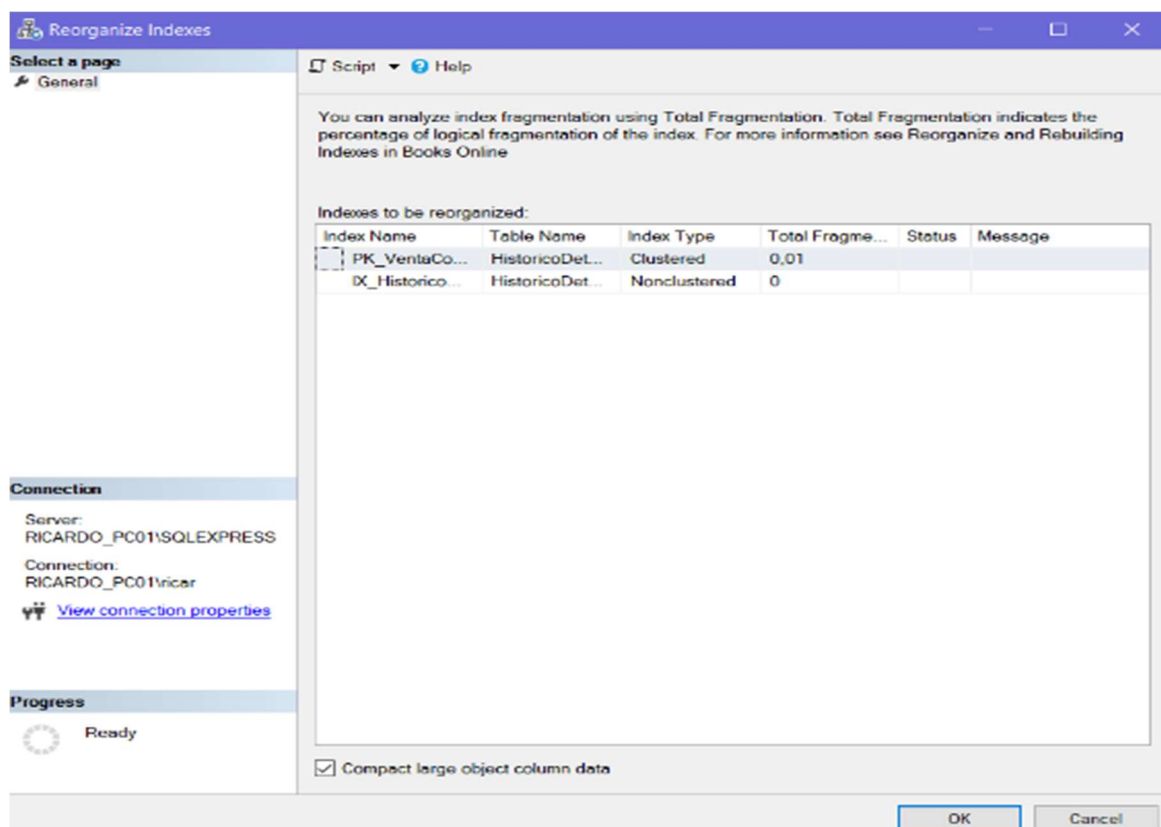 Reorganize Indexes
Select a page
General
Script
Help
You can analyze index fragmentation using Total Fragmentation. Total Fragmentation indicates the
percentage of logical fragmentation of the index. For more information see Reorganize and Rebuilding
Indexes in Books Online
Indexes to be reorganized:
Index Name Table Name Index Type Total Fragme... Status Message
PK_VentaCo... HistoricoDet... Clustered 0,01
IX_Historico... HistoricoDet... Nonclustered 0
Connection
Server:
RICARDO_PC01\SQLEXPRESS
Connection:
RICARDO_PC01\ricar
View connection properties
Progress
Ready
Compact large object column data
OK Cancel